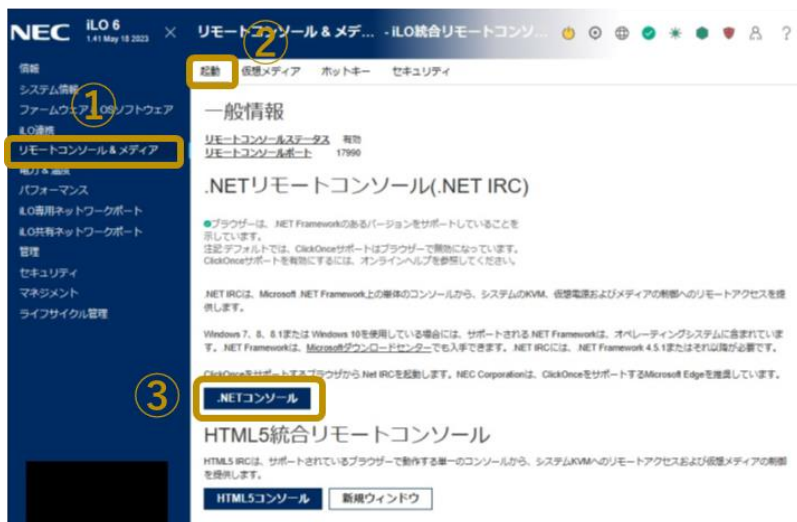 NEC iLO 6
1.41 May 18 2023
×
リモートコンソール & メデ... - iLO統合リモートコンソ...
?
②
情報
システム情報
ファームウェア OSソフトウェア
iLO連携
リモートコンソール & メディア
電力 & 温度
パフォーマンス
iLO専用ネットワークポート
iLO共有ネットワークポート
管理
セキュリティ
マネジメント
ライフサイクル管理
①
起動 仮想メディア ホットキー セキュリティ
一般情報
リモートコンソールステータス 有効
リモートコンソールポート 17990
.NETリモートコンソール(.NET IRC)
ブラウザーは、.NET Frameworkのあるバージョンをサポートしていることを
示しています。
注記:デフォルトでは、ClickOnceサポートはブラウザーで無効になっています。
ClickOnceサポートを有効にするには、オンラインヘルプを参照してください。
.NET IRCは、Microsoft .NET Framework上の単体のコンソールから、システムのKVM、仮想電源およびメディアの制御へのリモートアクセスを提
供します。
Windows 7、8、8.1または Windows 10を使用している場合には、サポートされる.NET Frameworkは、オペレーティングシステムに含まれていま
す。.NET Frameworkは、Microsoftダウンロードセンターでも入手できます。.NET IRCには、.NET Framework 4.5.1またはそれ以降が必要です。
ClickOnceをサポートするブラウザから.Net IRCを起動します。NEC Corporationは、ClickOnceをサポートするMicrosoft Edgeを推奨しています。
③
.NETコンソール
HTML5統合リモートコンソール
HTML5 IRCは、サポートされているブラウザーで動作する単一のコンソールから、システムKVMへのリモートアクセスおよび仮想メディアの制御
を提供します。
HTML5コンソール 新規ウィンドウ